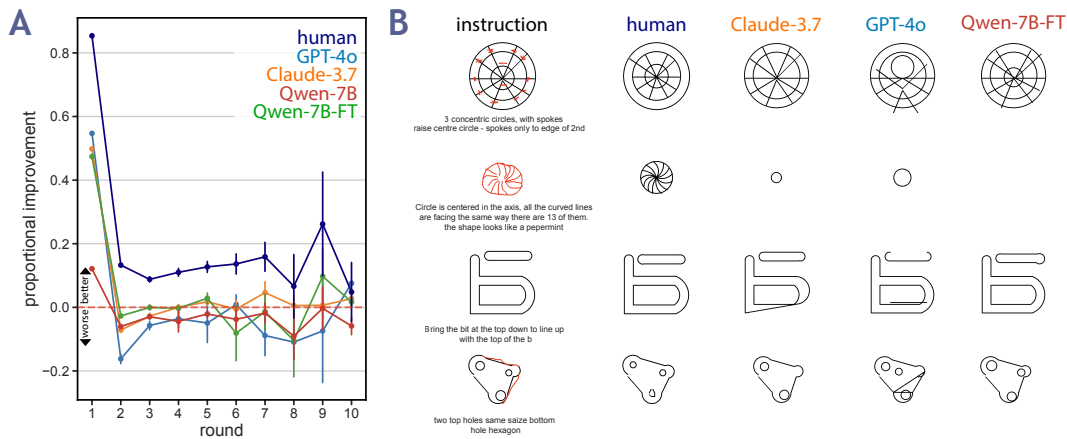 A
human
GPT-4o
Claude-3.7
Qwen-7B
Qwen-7B-FT
0.8
0.6
0.4
0.2
0.0
−0.2
proportional improvement
worse better
1 2 3 4 5 6 7 8 9 10
round
B
instruction human Claude-3.7 GPT-4o Qwen-7B-FT
3 concentric circles, with spokes
raise centre circle - spokes only to edge of 2nd
Circle is centered in the axis, all the curved lines
are facing the same way there are 13 of them.
the shape looks like a pepermint
Bring the bit at the top down to line up
with the top of the b
two top holes same saize bottom
hole hexagon